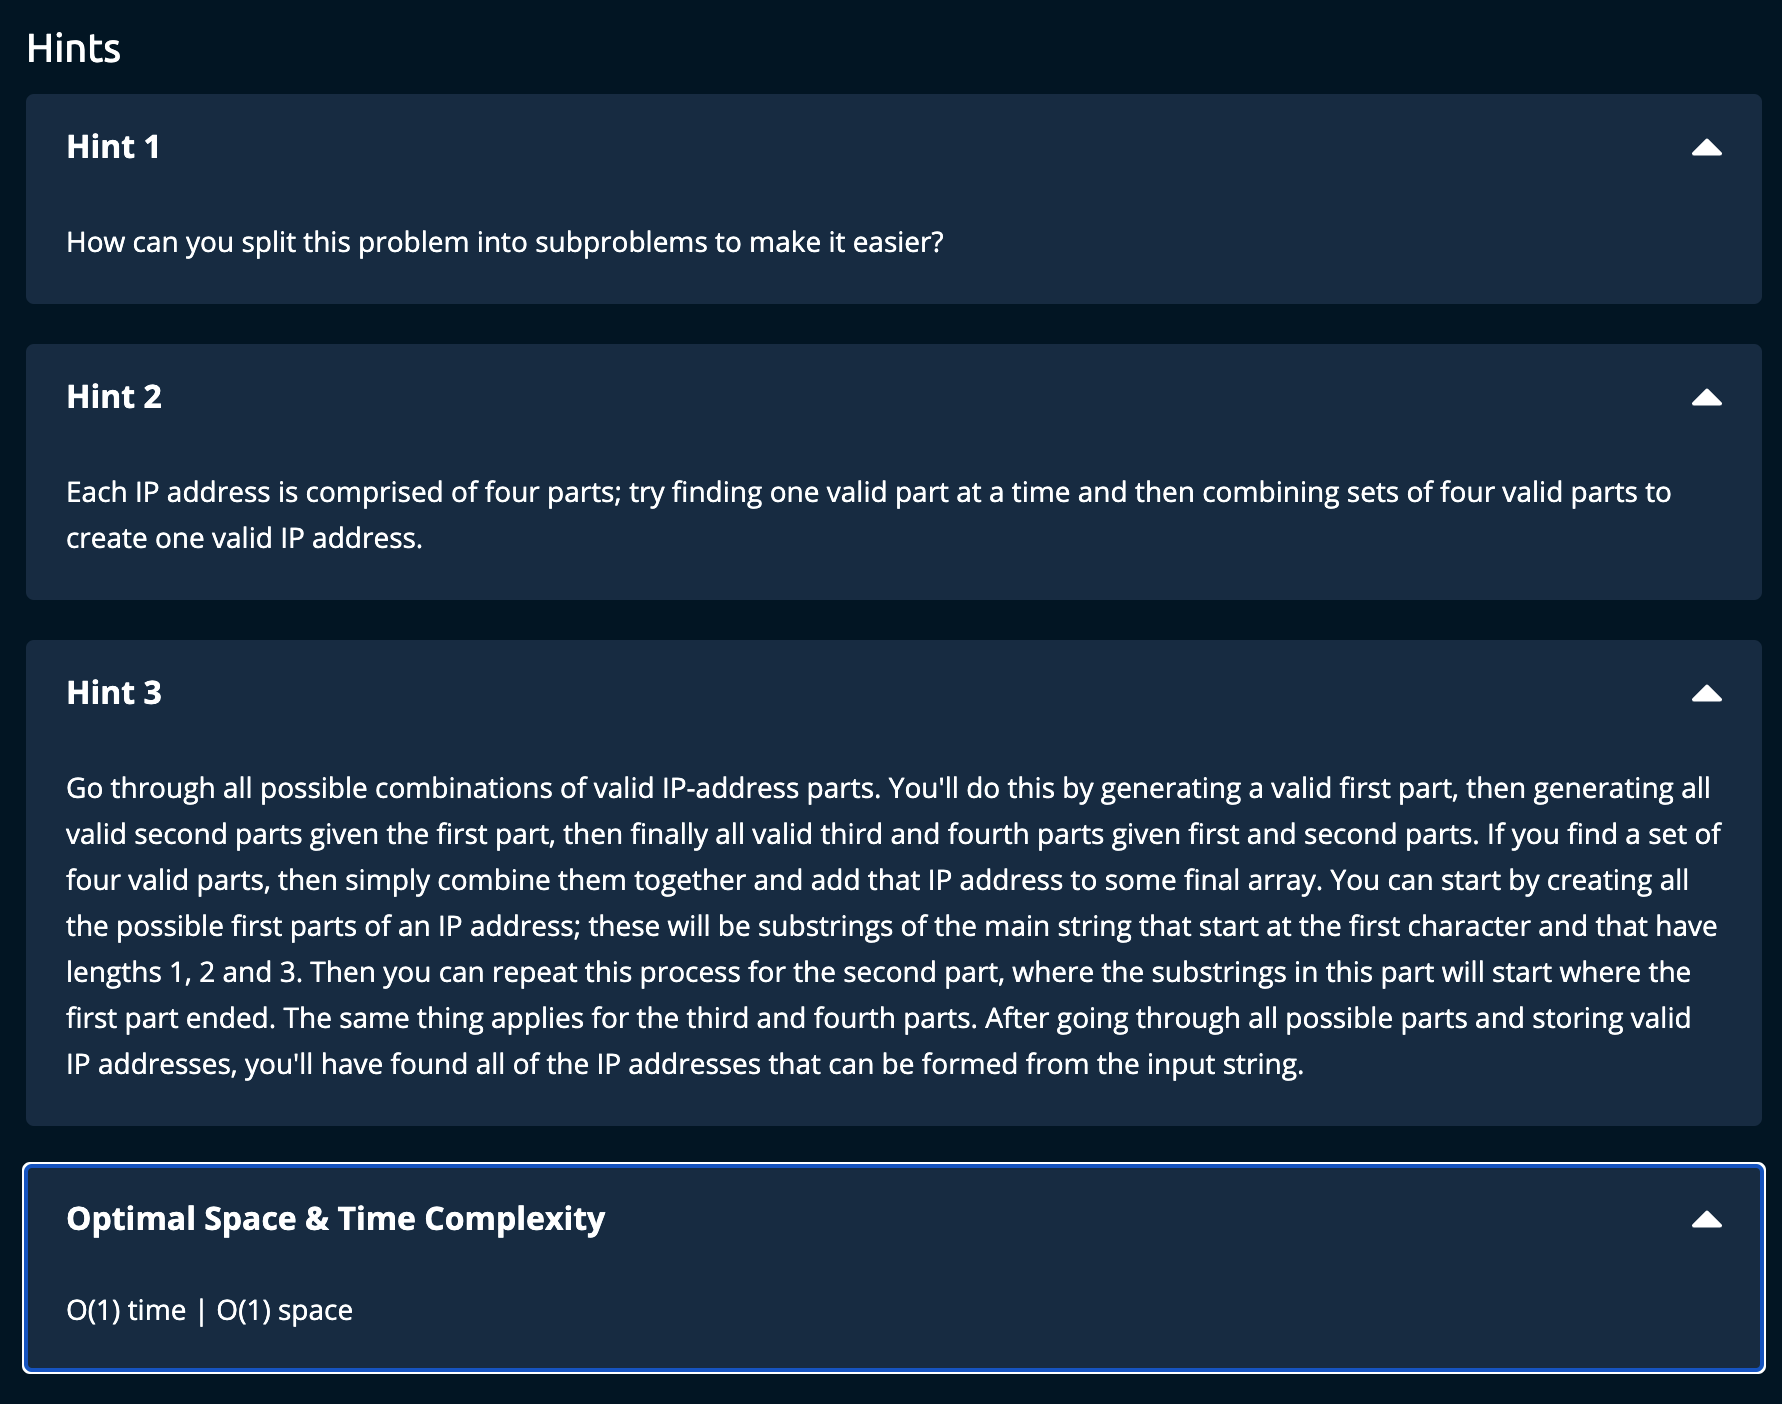 Hints
Hint 1
How can you split this problem into subproblems to make it easier?
Hint 2
Each IP address is comprised of four parts; try finding one valid part at a time and then combining sets of four valid parts to
create one valid IP address.
Hint 3
Go through all possible combinations of valid IP-address parts. You'll do this by generating a valid first part, then generating all
valid second parts given the first part, then finally all valid third and fourth parts given first and second parts. If you find a set of
four valid parts, then simply combine them together and add that IP address to some final array. You can start by creating all
the possible first parts of an IP address; these will be substrings of the main string that start at the first character and that have
lengths 1, 2 and 3. Then you can repeat this process for the second part, where the substrings in this part will start where the
first part ended. The same thing applies for the third and fourth parts. After going through all possible parts and storing valid
IP addresses, you'll have found all of the IP addresses that can be formed from the input string.
Optimal Space & Time Complexity
O(1) time | O(1) space